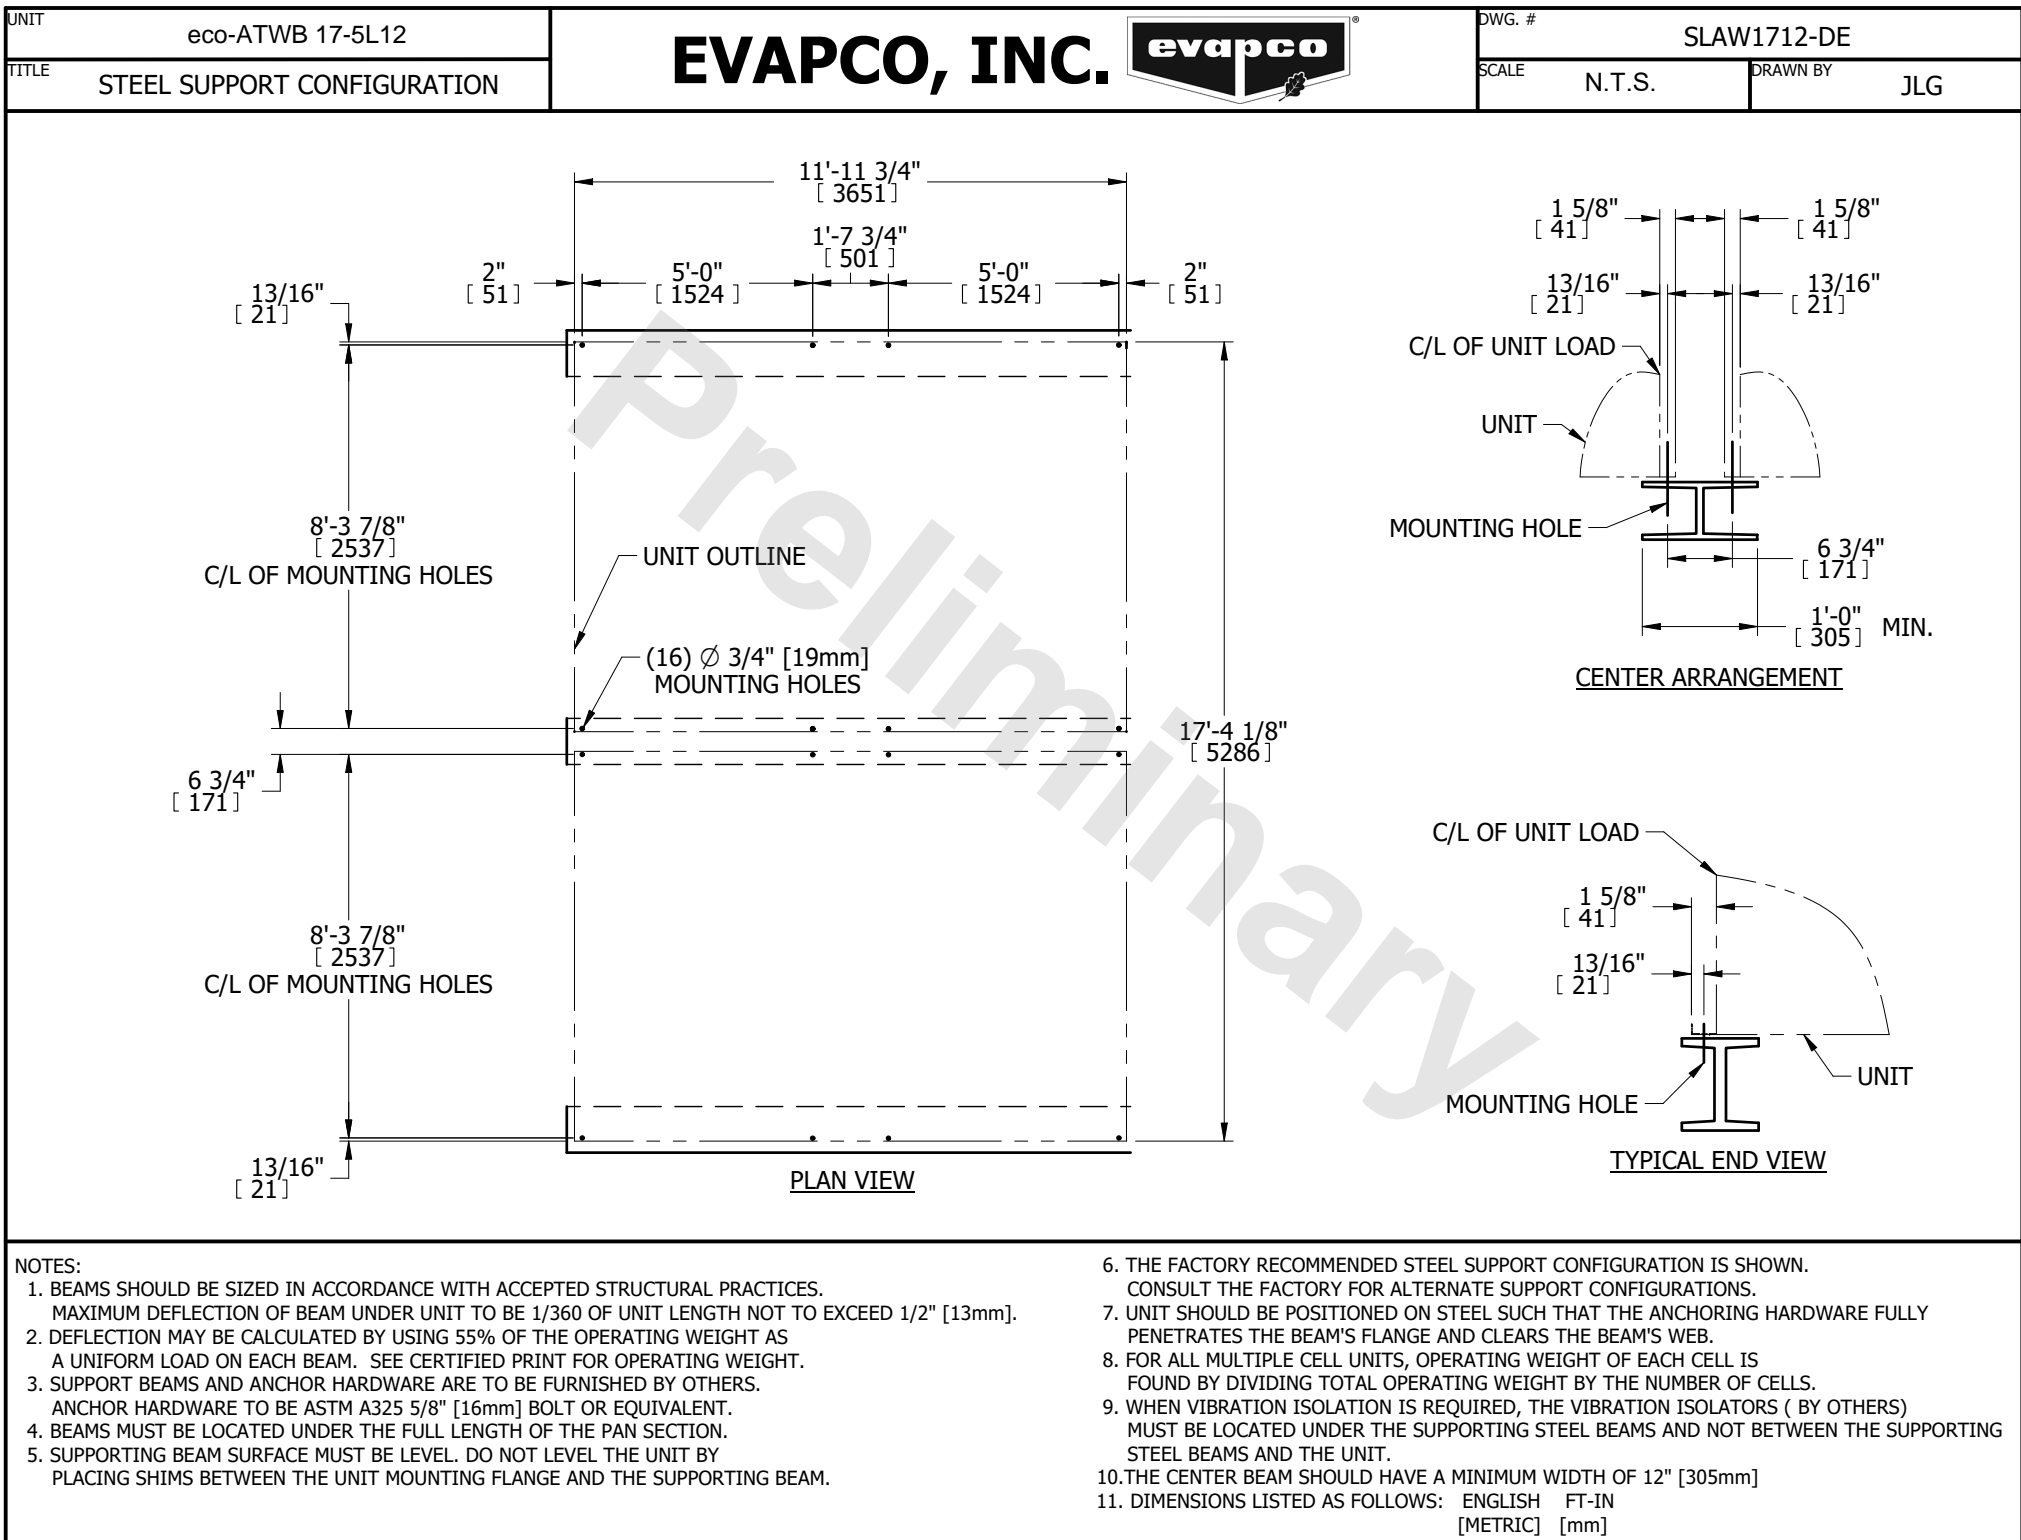 UNIT
eco-ATWB 17-5L12
TITLE
STEEL SUPPORT CONFIGURATION
EVAPCO, INC.
evapco
®
DWG. #
SLAW1712-DE
SCALE
N.T.S.
DRAWN BY
JLG
11'-11 3/4"
[ 3651 ]
1'-7 3/4"
[ 501 ]
2"
[ 51 ]
5'-0"
[ 1524 ]
5'-0"
[ 1524 ]
2"
[ 51 ]
13/16"
[ 21 ]
8'-3 7/8"
[ 2537 ]
C/L OF MOUNTING HOLES
UNIT OUTLINE
(16) Ø 3/4" [19mm]
MOUNTING HOLES
6 3/4"
[ 171 ]
17'-4 1/8"
[ 5286 ]
8'-3 7/8"
[ 2537 ]
C/L OF MOUNTING HOLES
13/16"
[ 21 ]
PLAN VIEW
Preliminary
1 5/8"
[ 41 ]
1 5/8"
[ 41 ]
13/16"
[ 21 ]
13/16"
[ 21 ]
C/L OF UNIT LOAD
UNIT
MOUNTING HOLE
6 3/4"
[ 171 ]
1'-0"
[ 305 ]
MIN.
CENTER ARRANGEMENT
C/L OF UNIT LOAD
1 5/8"
[ 41 ]
13/16"
[ 21 ]
UNIT
MOUNTING HOLE
TYPICAL END VIEW
NOTES:
1. BEAMS SHOULD BE SIZED IN ACCORDANCE WITH ACCEPTED STRUCTURAL PRACTICES.
MAXIMUM DEFLECTION OF BEAM UNDER UNIT TO BE 1/360 OF UNIT LENGTH NOT TO EXCEED 1/2" [13mm].
2. DEFLECTION MAY BE CALCULATED BY USING 55% OF THE OPERATING WEIGHT AS
A UNIFORM LOAD ON EACH BEAM. SEE CERTIFIED PRINT FOR OPERATING WEIGHT.
3. SUPPORT BEAMS AND ANCHOR HARDWARE ARE TO BE FURNISHED BY OTHERS.
ANCHOR HARDWARE TO BE ASTM A325 5/8" [16mm] BOLT OR EQUIVALENT.
4. BEAMS MUST BE LOCATED UNDER THE FULL LENGTH OF THE PAN SECTION.
5. SUPPORTING BEAM SURFACE MUST BE LEVEL. DO NOT LEVEL THE UNIT BY
PLACING SHIMS BETWEEN THE UNIT MOUNTING FLANGE AND THE SUPPORTING BEAM.
6. THE FACTORY RECOMMENDED STEEL SUPPORT CONFIGURATION IS SHOWN.
CONSULT THE FACTORY FOR ALTERNATE SUPPORT CONFIGURATIONS.
7. UNIT SHOULD BE POSITIONED ON STEEL SUCH THAT THE ANCHORING HARDWARE FULLY
PENETRATES THE BEAM'S FLANGE AND CLEARS THE BEAM'S WEB.
8. FOR ALL MULTIPLE CELL UNITS, OPERATING WEIGHT OF EACH CELL IS
FOUND BY DIVIDING TOTAL OPERATING WEIGHT BY THE NUMBER OF CELLS.
9. WHEN VIBRATION ISOLATION IS REQUIRED, THE VIBRATION ISOLATORS ( BY OTHERS)
MUST BE LOCATED UNDER THE SUPPORTING STEEL BEAMS AND NOT BETWEEN THE SUPPORTING
STEEL BEAMS AND THE UNIT.
10.THE CENTER BEAM SHOULD HAVE A MINIMUM WIDTH OF 12" [305mm]
11. DIMENSIONS LISTED AS FOLLOWS: ENGLISH FT-IN
[METRIC] [mm]